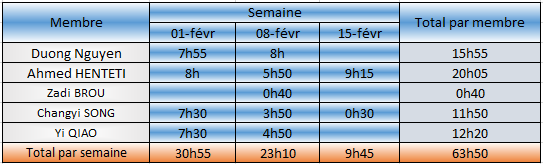 Membre Semaine Total par membre
01-févr 08-févr 15-févr
Duong Nguyen 7h55 8h 15h55
Ahmed HENTETI 8h 5h50 9h15 20h05
Zadi BROU 0h40 0h40
Changyi SONG 7h30 3h50 0h30 11h50
Yi QIAO 7h30 4h50 12h20
Total par semaine 30h55 23h10 9h45 63h50